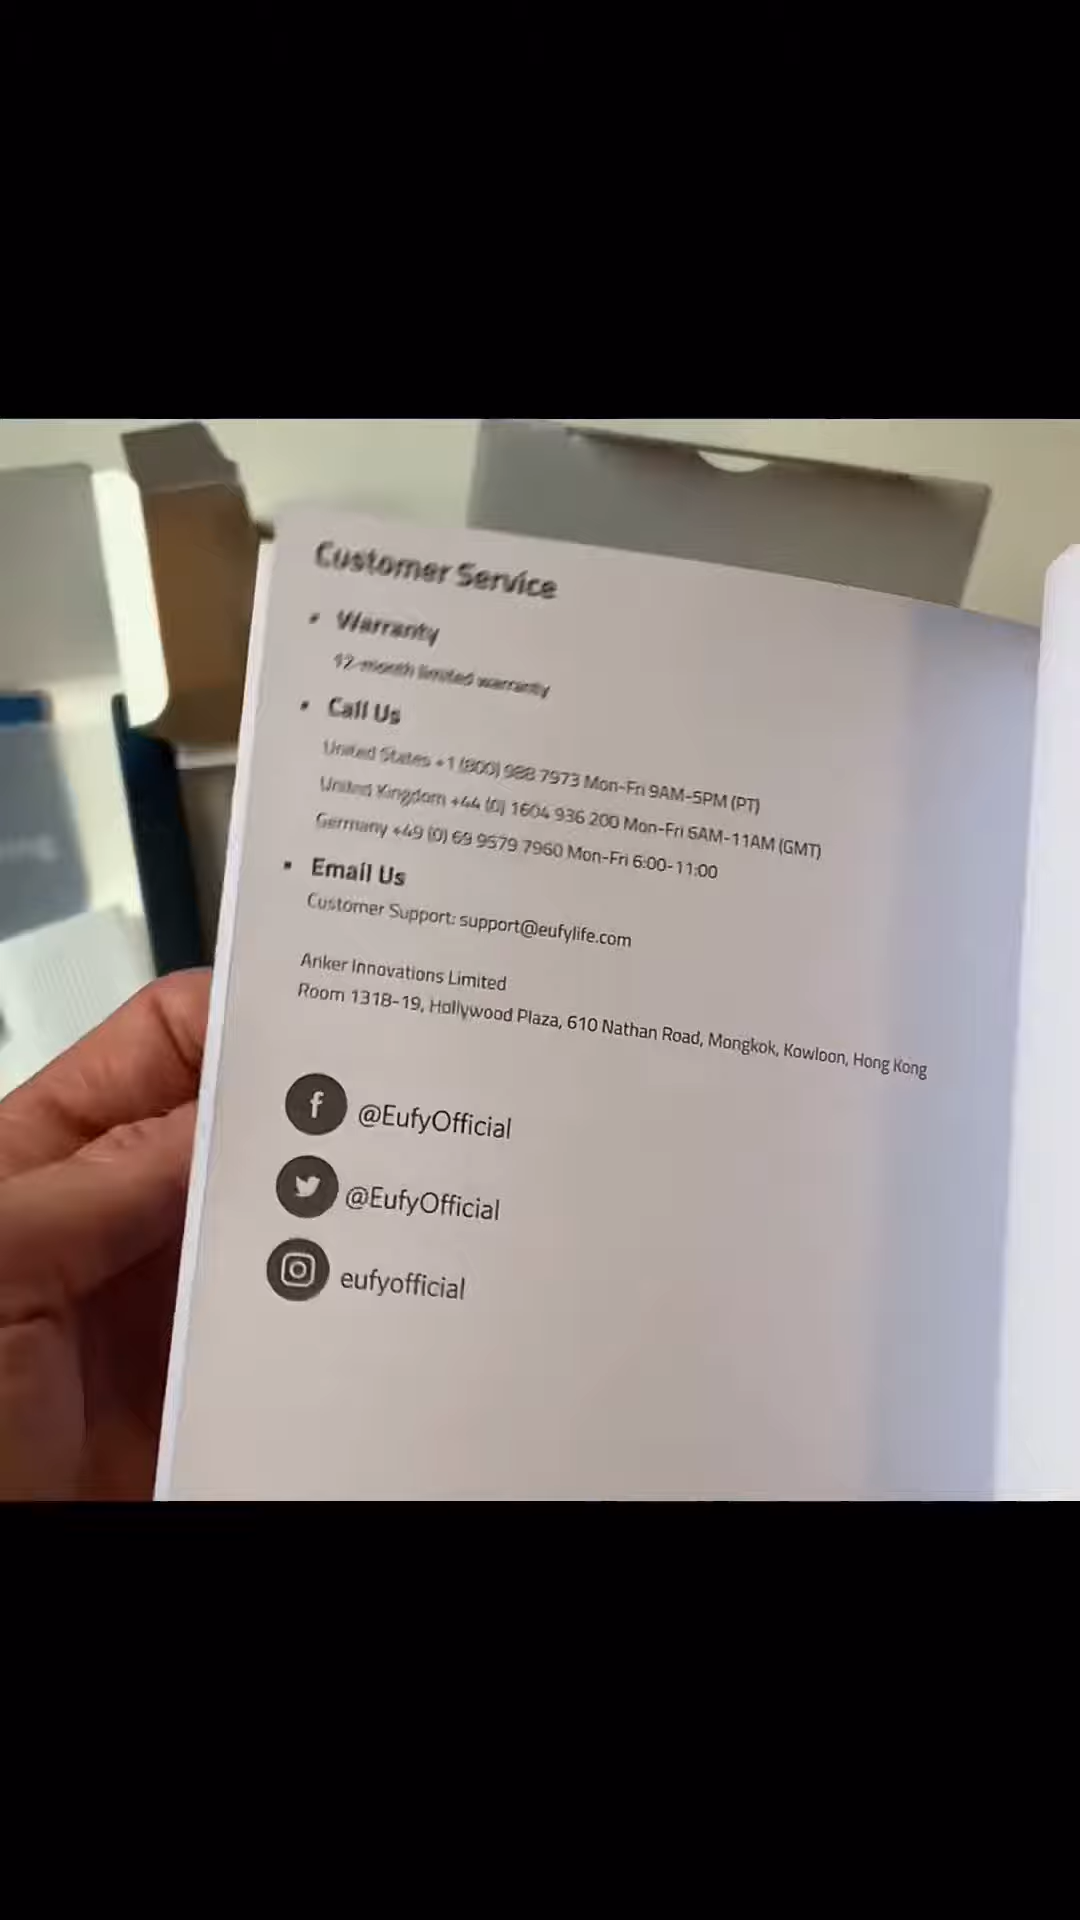 Customer Service
• Warranty
12-month limited warranty
• Call Us
United States +1 (800) 988 7973 Mon-Fri 9AM-5PM (PT)
United Kingdom +44 (0) 1604 936 200 Mon-Fri 6AM-11AM (GMT)
Germany +49 (0) 69 9579 7960 Mon-Fri 6:00-11:00
• Email Us
Customer Support: support@eufylife.com
Anker Innovations Limited
Room 1318-19, Hollywood Plaza, 610 Nathan Road, Mongkok, Kowloon, Hong Kong
f @EufyOfficial
@EufyOfficial
eufyofficial